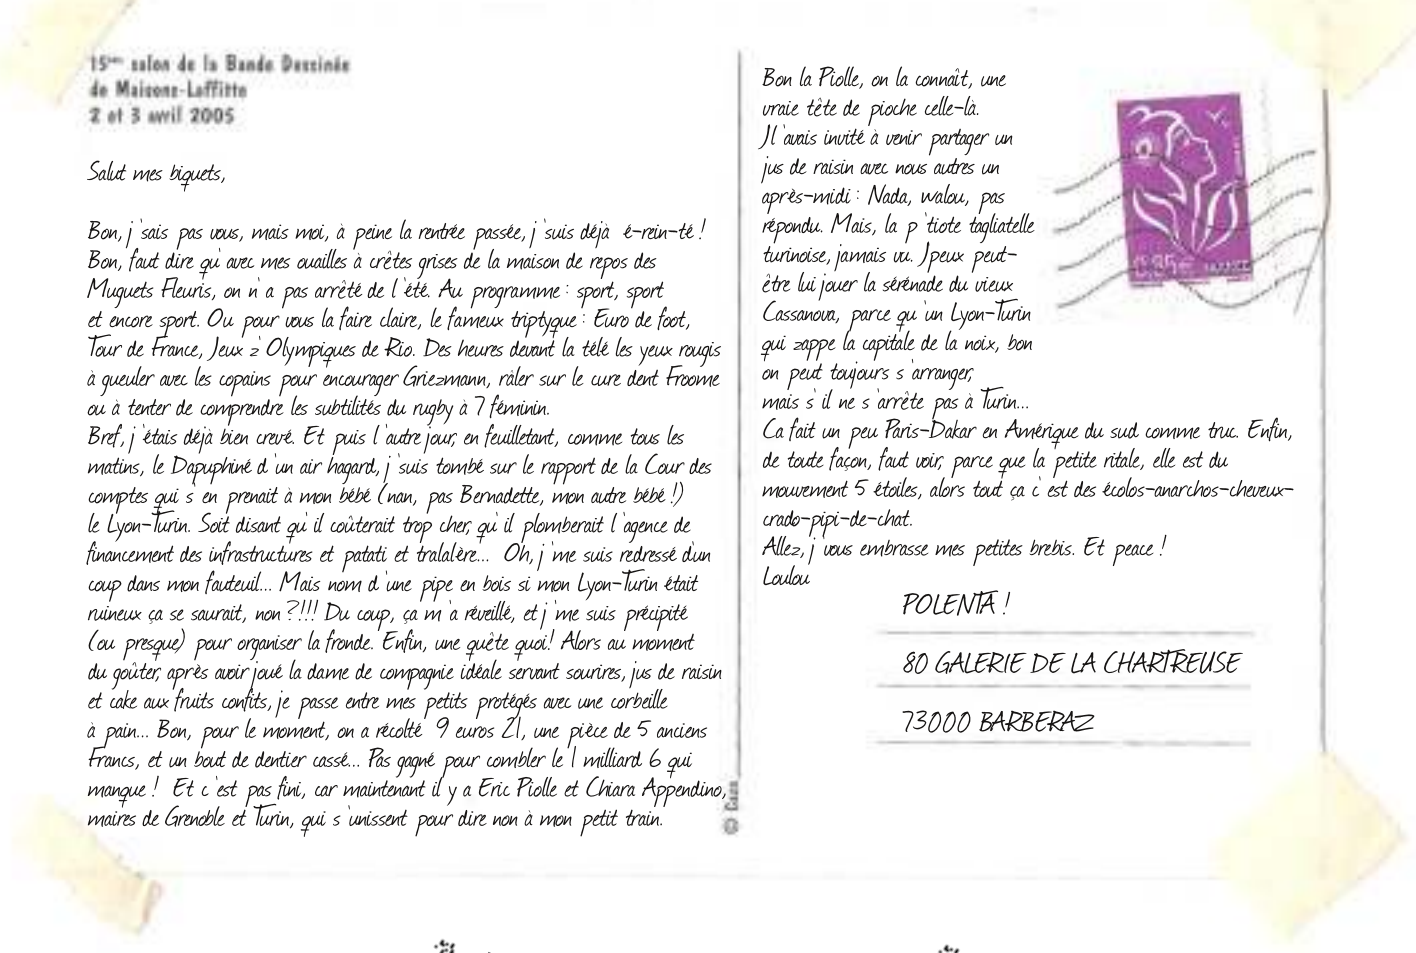 15ème salon de la Bande Dessinée
de Maisons-Laffitte
2 et 3 avril 2005
Salut mes biquets,
Bon, j'sais pas vous, mais moi, à peine la rentrée passée, j'suis déjà é-rein-té !
Bon, faut dire qu'avec mes ouailles à crêtes grises de la maison de repos des
Muguets Fleuris, on n'a pas arrêté de l'été. Au programme : sport, sport
et encore sport. Ou pour vous la faire claire, le fameux triptyque : Euro de foot,
Tour de France, Jeux z'Olympiques de Rio. Des heures devant la télé les yeux rougis
à gueuler avec les copains pour encourager Griezmann, râler sur le cure dent Froome
ou à tenter de comprendre les subtilités du rugby à 7 féminin.
Bref, j'étais déjà bien crevé. Et puis l'autre jour, en feuilletant, comme tous les
matins, le Dapuphiné d'un air hagard, j'suis tombé sur le rapport de la Cour des
comptes qui s'en prenait à mon bébé (nan, pas Bernadette, mon autre bébé !)
le Lyon-Turin. Soit disant qu'il coûterait trop cher, qu'il plomberait l'agence de
financement des infrastructures et patati et tralalère... Oh, j'me suis redressé d'un
coup dans mon fauteuil... Mais nom d'une pipe en bois si mon Lyon-Turin était
ruineux ça se saurait, non ?!!! Du coup, ça m'a réveillé, et j'me suis précipité
(ou presque) pour organiser la fronde. Enfin, une quête quoi! Alors au moment
du goûter, après avoir joué la dame de compagnie idéale servant sourires, jus de raisin
et cake aux fruits confits, je passe entre mes petits protégés avec une corbeille
à pain... Bon, pour le moment, on a récolté 9 euros 21, une pièce de 5 anciens
Francs, et un bout de dentier cassé... Pas gagné pour combler le 1 milliard 6 qui
manque ! Et c'est pas fini, car maintenant il y a Eric Piolle et Chiara Appendino,
maires de Grenoble et Turin, qui s'unissent pour dire non à mon petit train.
© Caza
Bon la Piolle, on la connaît, une
vraie tête de pioche celle-là.
Jl'avais invité à venir partager un
jus de raisin avec nous autres un
après-midi : Nada, walou, pas
répondu. Mais, la p'tiote tagliatelle
turinoise, jamais vu. Jpeux peut-
être lui jouer la sérénade du vieux
Cassanova, parce qu'un Lyon-Turin
qui zappe la capitale de la noix, bon
on peut toujours s'arranger,
mais s'il ne s'arrête pas à Turin...
Ca fait un peu Paris-Dakar en Amérique du sud comme truc. Enfin,
de toute façon, faut voir, parce que la petite ritale, elle est du
mouvement 5 étoiles, alors tout ça c'est des écolos-anarchos-cheveux-
crado-pipi-de-chat.
Allez, j vous embrasse mes petites brebis. Et peace !
Loulou
POLENTA !
80 GALERIE DE LA CHARTREUSE
73000 BARBERAZ